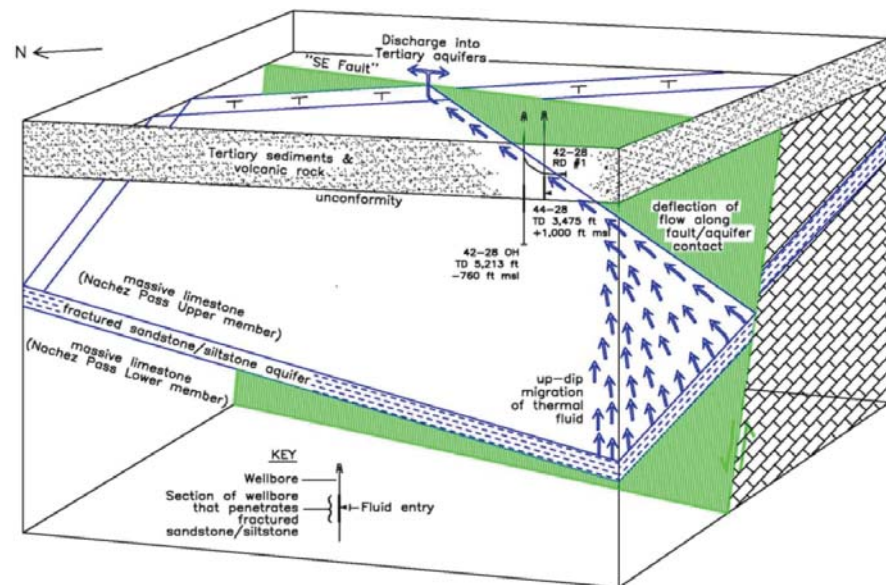 N
Discharge into
Tertiary aquifers
"SE Fault"
Tertiary sediments &
volcanic rock
unconformity
42-28
RD #1
44-28
TD 3,475 ft
+1,000 ft msl
42-28 OH
TD 5,213 ft
-760 ft msl
deflection of
flow along
fault/aquifer
contact
massive limestone
(Nachez Pass Upper member)
fractured sandstone/siltstone aquifer
massive limestone
(Nachez Pass Lower member)
up-dip
migration
of thermal
fluid
KEY
Wellbore
Section of wellbore
that penetrates
fractured
sandstone/siltstone
Fluid entry